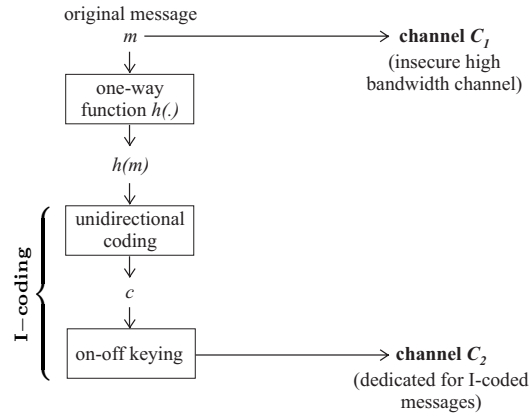 original message
m
channel C1
(insecure high
bandwidth channel)
one-way
function h(.)
h(m)
unidirectional
coding
I-coding
c
on-off keying
channel C2
(dedicated for I-coded
messages)